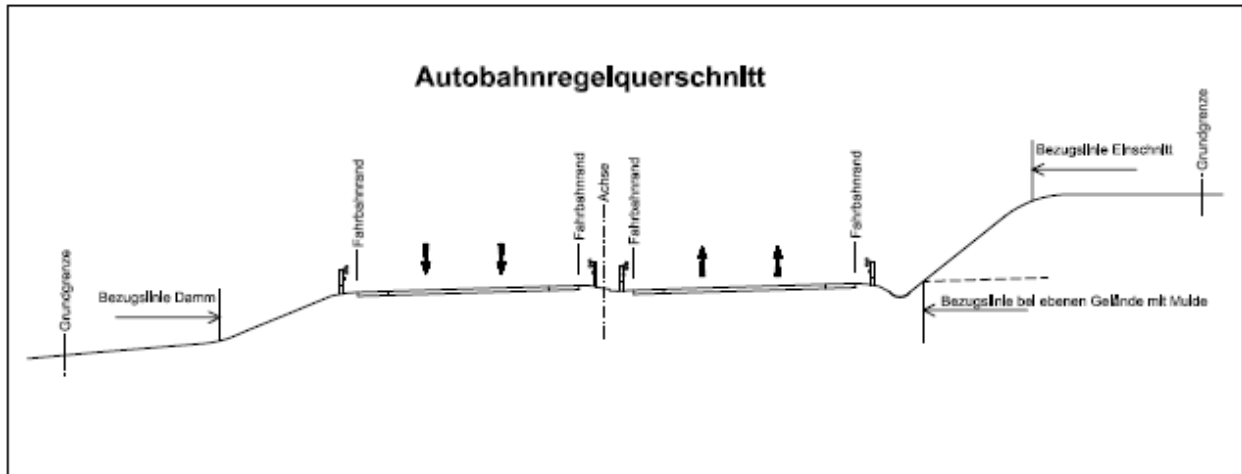 Autobahnregelquerschnitt
Grundgrenze
Bezugslinie Damm
Fahrbahnrand
Fahrbahnrand
Achse
Fahrbahnrand
Fahrbahnrand
Bezugslinie Einschnitt
Grundgrenze
Bezugslinie bei ebenen Gelände mit Mulde